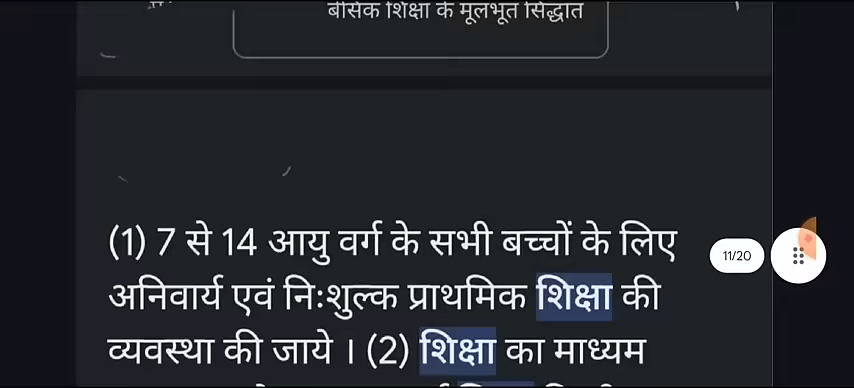 बेसिक शिक्षा के मूलभूत सिद्धांत
(1) 7 से 14 आयु वर्ग के सभी बच्चों के लिए
अनिवार्य एवं निःशुल्क प्राथमिक शिक्षा की
11/20
व्यवस्था की जाये । (2) शिक्षा का माध्यम